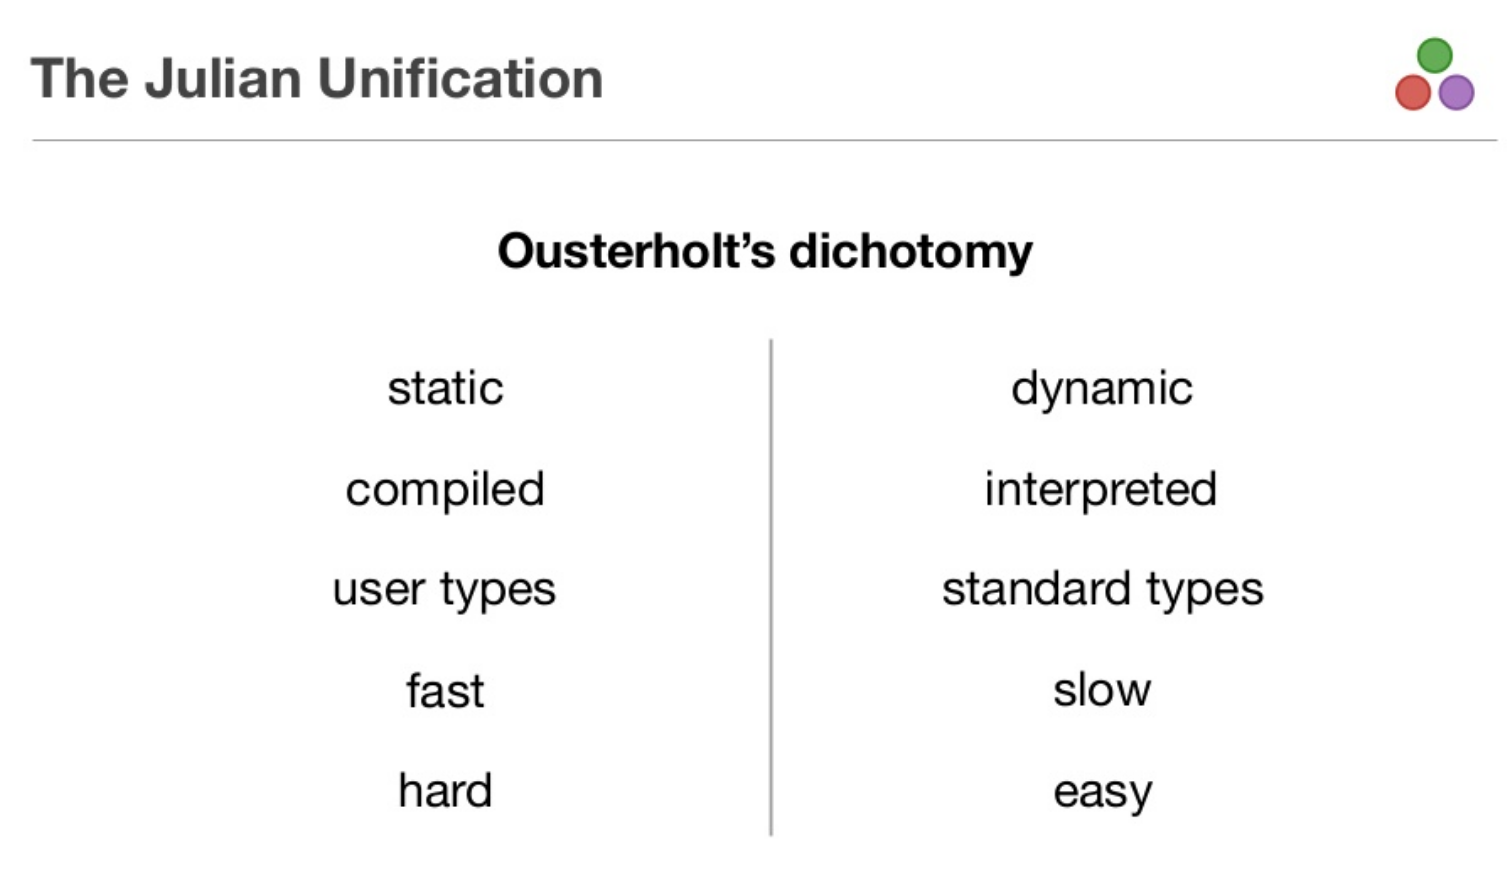 The Julian Unification
Ousterholt’s dichotomy
static dynamic
compiled interpreted
user types standard types
fast slow
hard easy